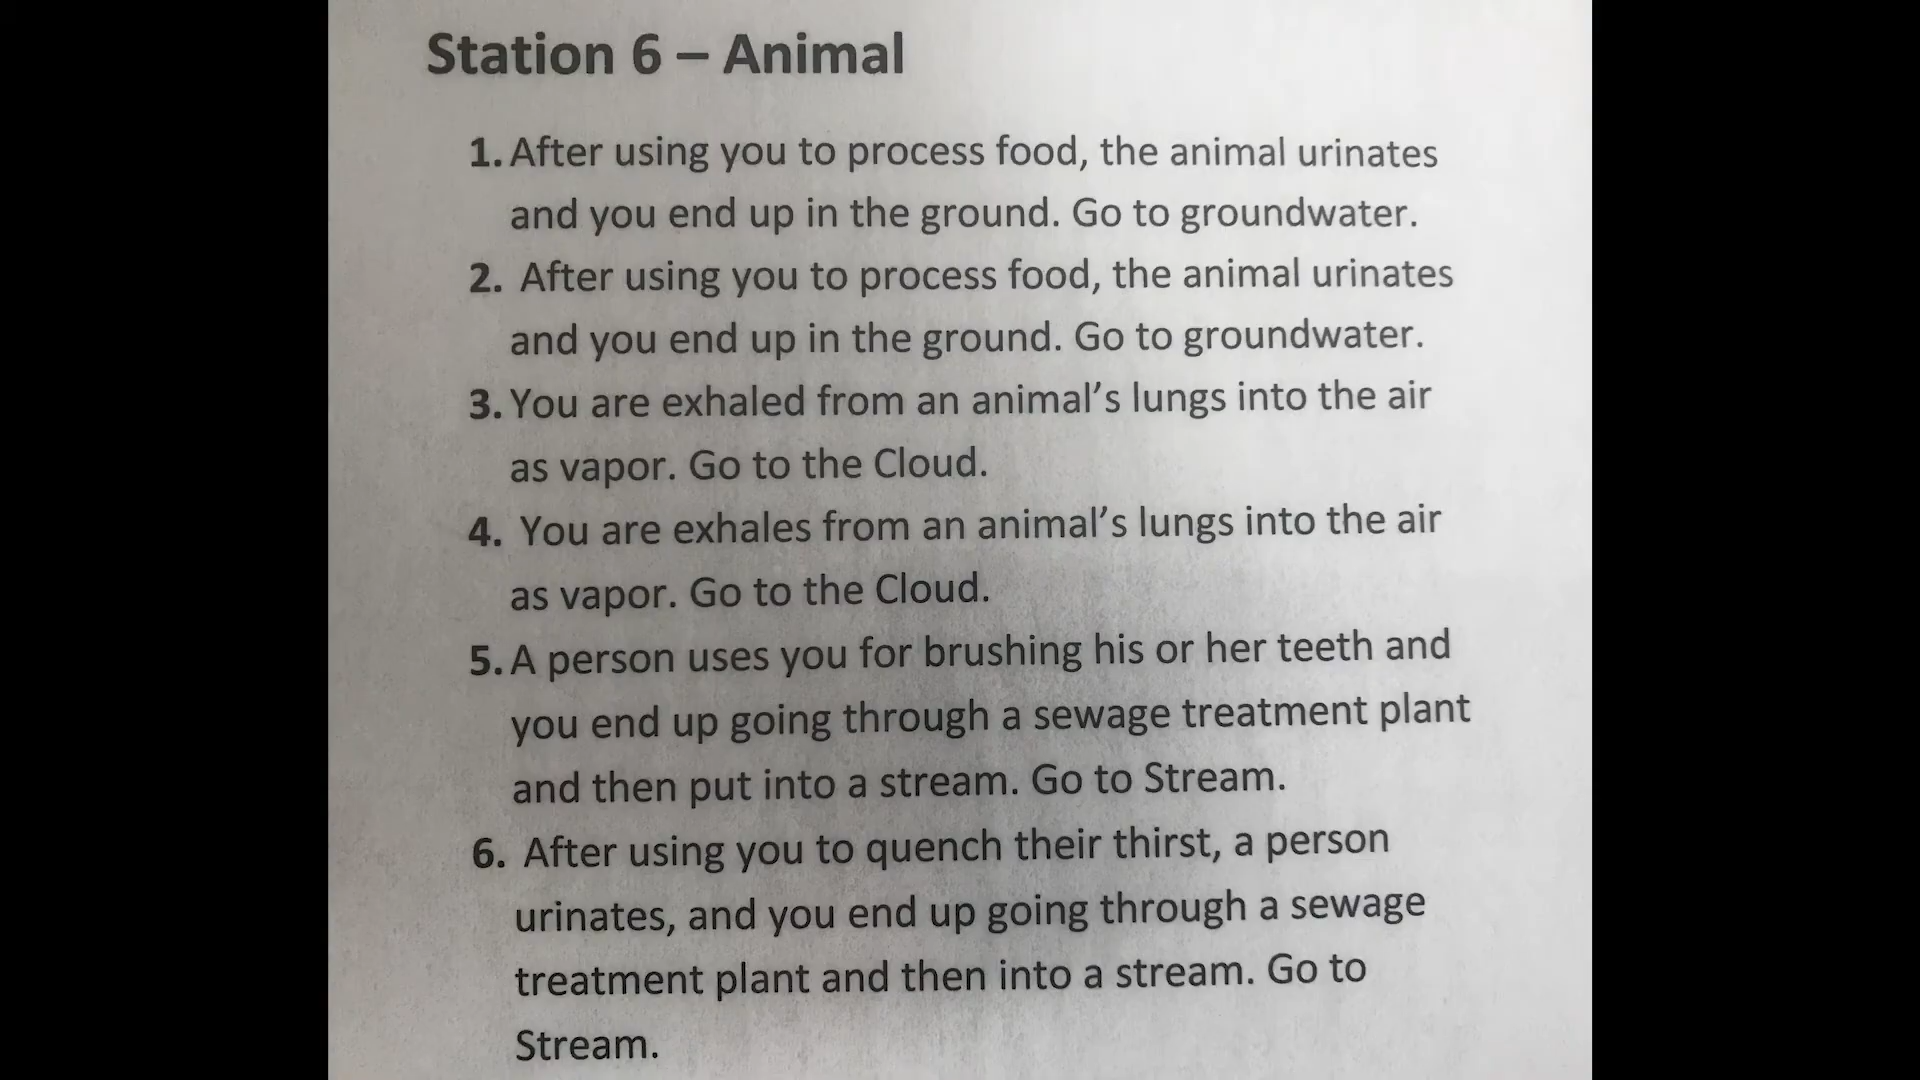 Station 6 – Animal
1. After using you to process food, the animal urinates
and you end up in the ground. Go to groundwater.
2. After using you to process food, the animal urinates
and you end up in the ground. Go to groundwater.
3. You are exhaled from an animal’s lungs into the air
as vapor. Go to the Cloud.
4. You are exhales from an animal’s lungs into the air
as vapor. Go to the Cloud.
5. A person uses you for brushing his or her teeth and
you end up going through a sewage treatment plant
and then put into a stream. Go to Stream.
6. After using you to quench their thirst, a person
urinates, and you end up going through a sewage
treatment plant and then into a stream. Go to
Stream.